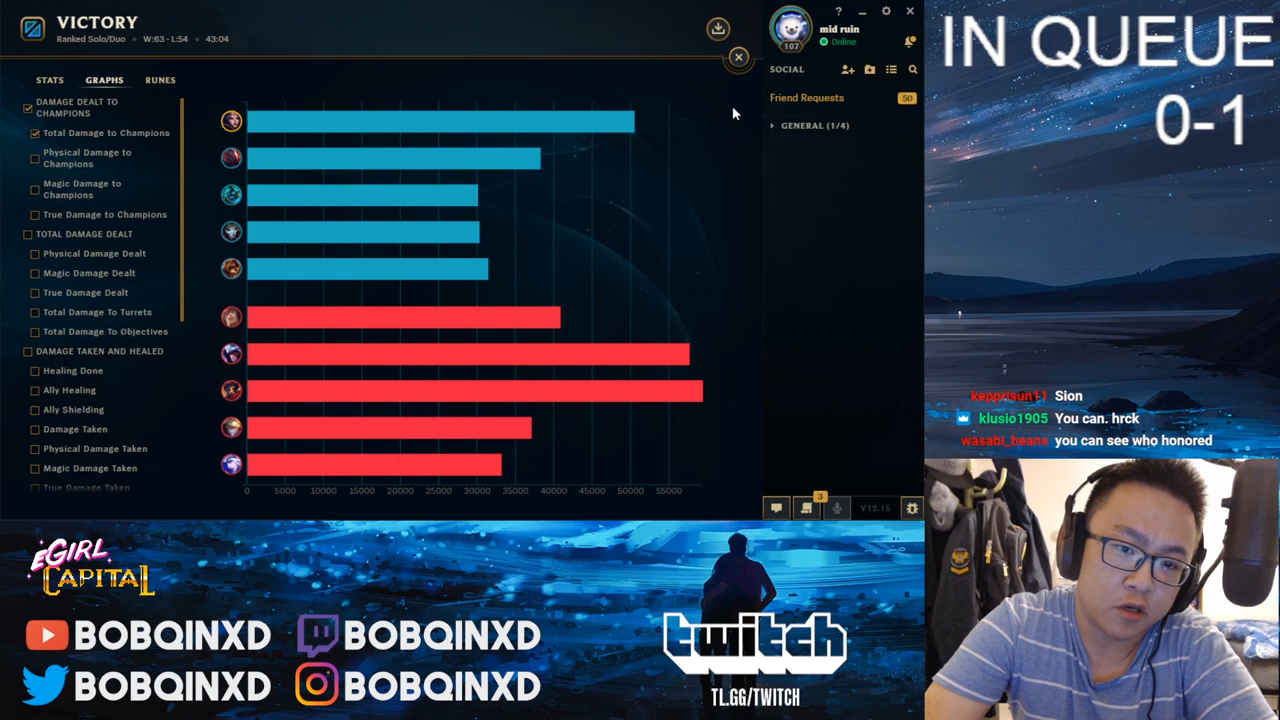 VICTORY
Ranked Solo/Duo • W:63 - L:54 • 43:04
STATS GRAPHS RUNES
DAMAGE DEALT TO
CHAMPIONS
Total Damage to Champions
Physical Damage to
Champions
Magic Damage to
Champions
True Damage to Champions
TOTAL DAMAGE DEALT
Physical Damage Dealt
Magic Damage Dealt
True Damage Dealt
Total Damage To Turrets
Total Damage To Objectives
DAMAGE TAKEN AND HEALED
Healing Done
Ally Healing
Ally Shielding
Damage Taken
Physical Damage Taken
Magic Damage Taken
True Damage Taken
0 5000 10000 15000 20000 25000 30000 35000 40000 45000 50000 55000
107
mid ruin
Online
?
SOCIAL
Friend Requests 50
GENERAL (1/4)
3
V12.15
IN QUEUE
0-1
kepprisun11 Sion
klusio1905 You can. hrck
wasabi_beans you can see who honored
EGIRL
CAPITAL
BOBQINXD BOBQINXD
BOBQINXD BOBQINXD
twitch
TL.GG/TWITCH